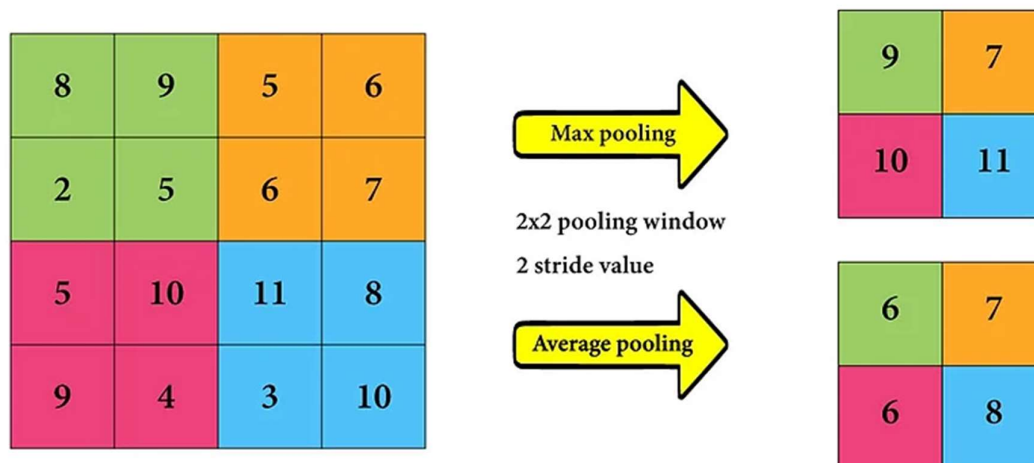 8 9 5 6
2 5 6 7
5 10 11 8
9 4 3 10
Max pooling
2x2 pooling window
2 stride value
Average pooling
9 7
10 11
6 7
6 8